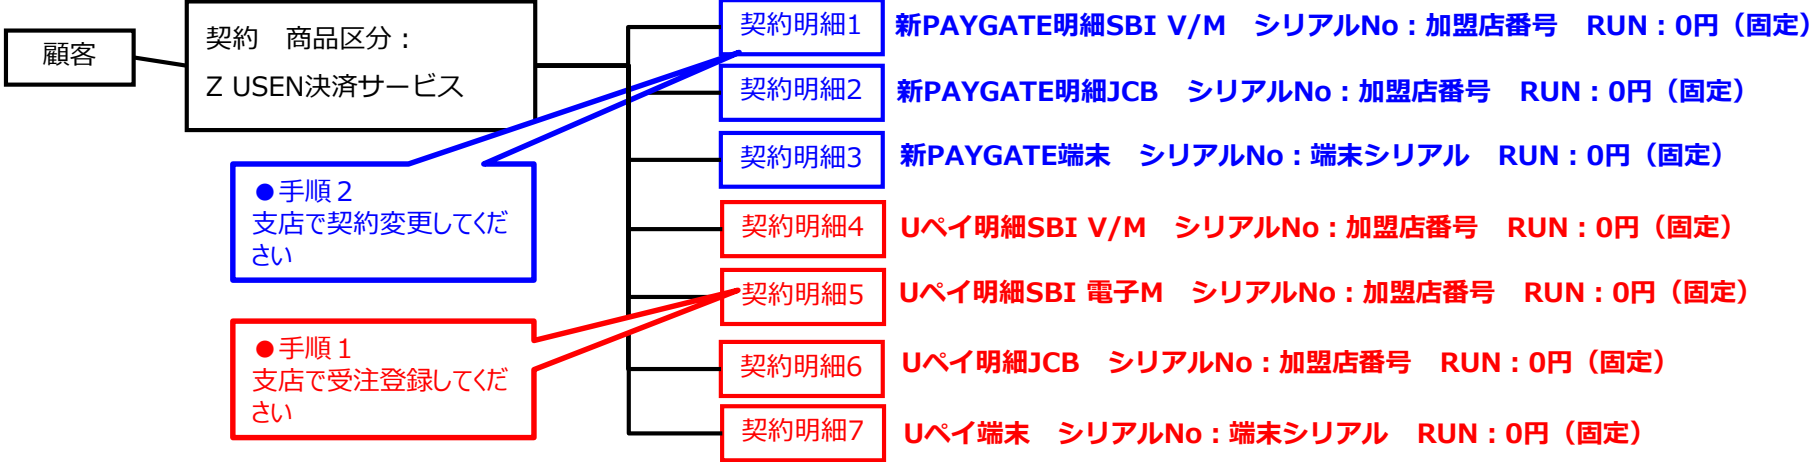 顧客
契約　商品区分：
Z USEN決済サービス
契約明細1　新PAYGATE明細SBI V/M　シリアルNo：加盟店番号　RUN：0円（固定）
契約明細2　新PAYGATE明細JCB　シリアルNo：加盟店番号　RUN：0円（固定）
契約明細3　新PAYGATE端末　シリアルNo：端末シリアル　RUN：0円（固定）
契約明細4　Uペイ明細SBI V/M　シリアルNo：加盟店番号　RUN：0円（固定）
契約明細5　Uペイ明細SBI 電子M　シリアルNo：加盟店番号　RUN：0円（固定）
契約明細6　Uペイ明細JCB　シリアルNo：加盟店番号　RUN：0円（固定）
契約明細7　Uペイ端末　シリアルNo：端末シリアル　RUN：0円（固定）
●手順２
支店で契約変更してくだ
さい
●手順１
支店で受注登録してくだ
さい